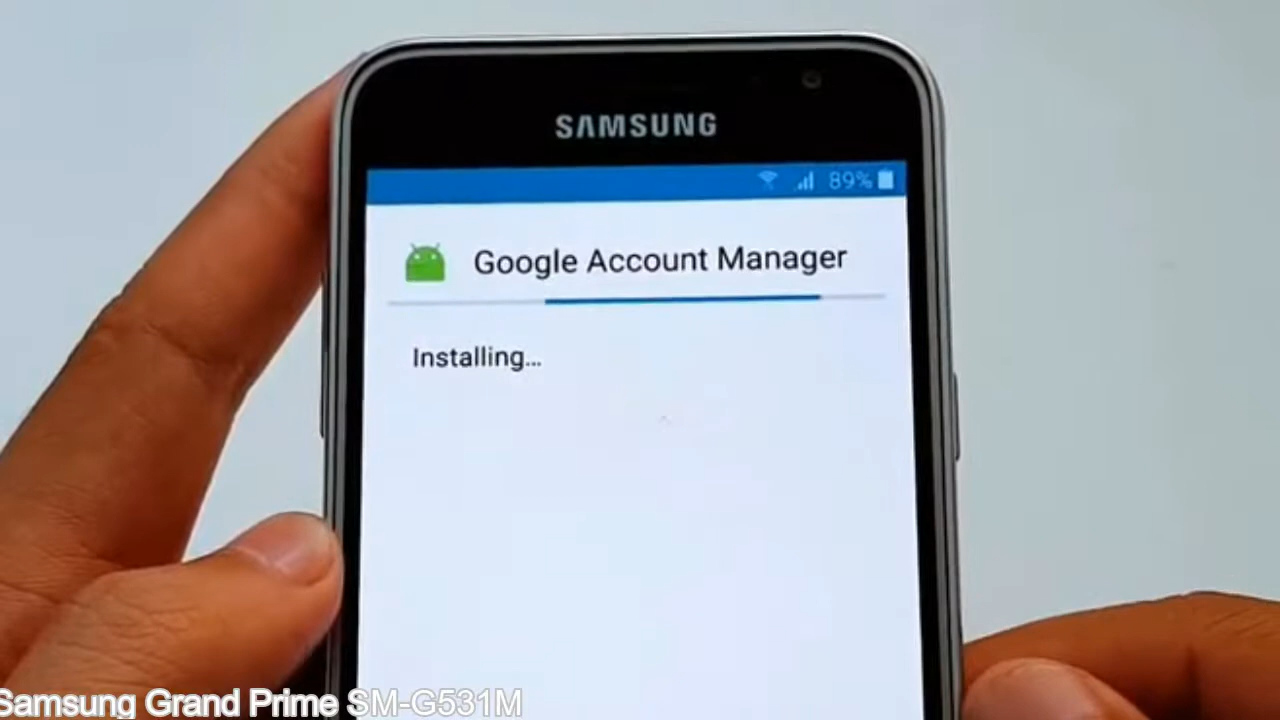 SAMSUNG
89%
Google Account Manager
Installing...
Samsung Grand Prime SM-G531M